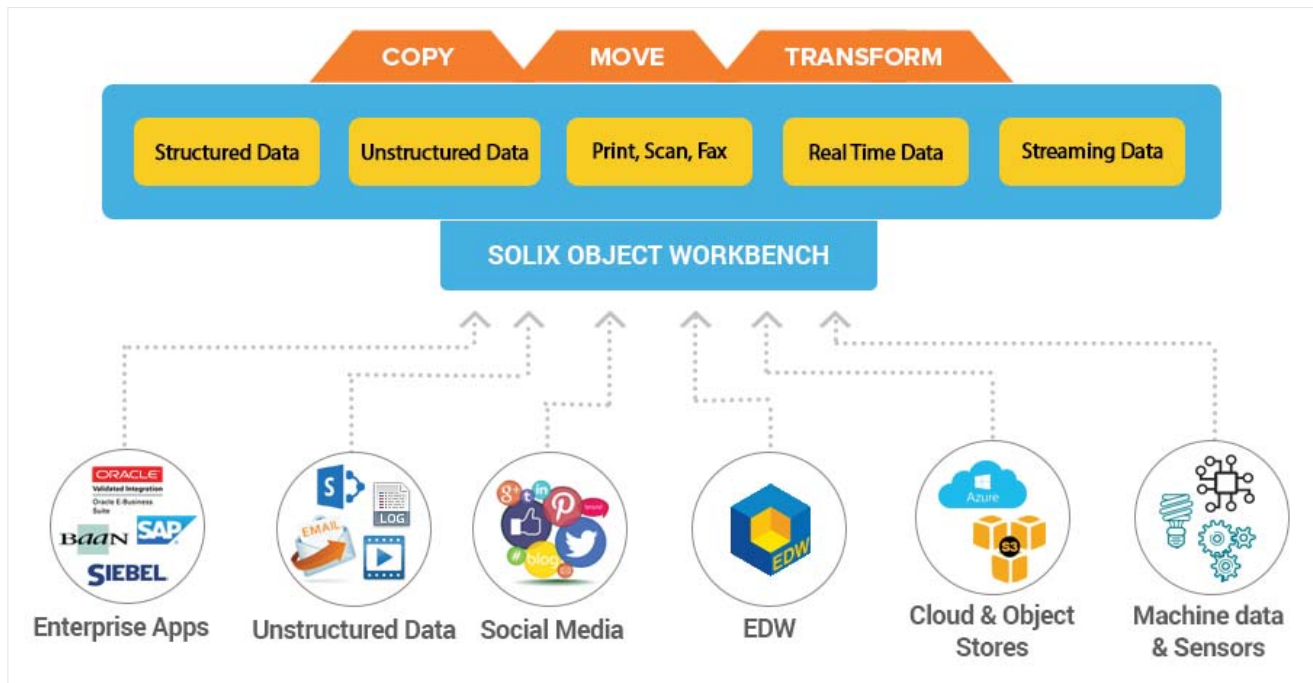 COPY MOVE TRANSFORM
Structured Data Unstructured Data Print, Scan, Fax Real Time Data Streaming Data
SOLIX OBJECT WORKBENCH
ORACLE
Validated Integration
Oracle E-Business
Suite
BaaN SAP
SIEBEL
Enterprise Apps
S
LOG
EMAIL
Unstructured Data
g+ t in
brand
# blog
Social Media
EDW
EDW
Azure
S3
Cloud & Object
Stores
Machine data
& Sensors